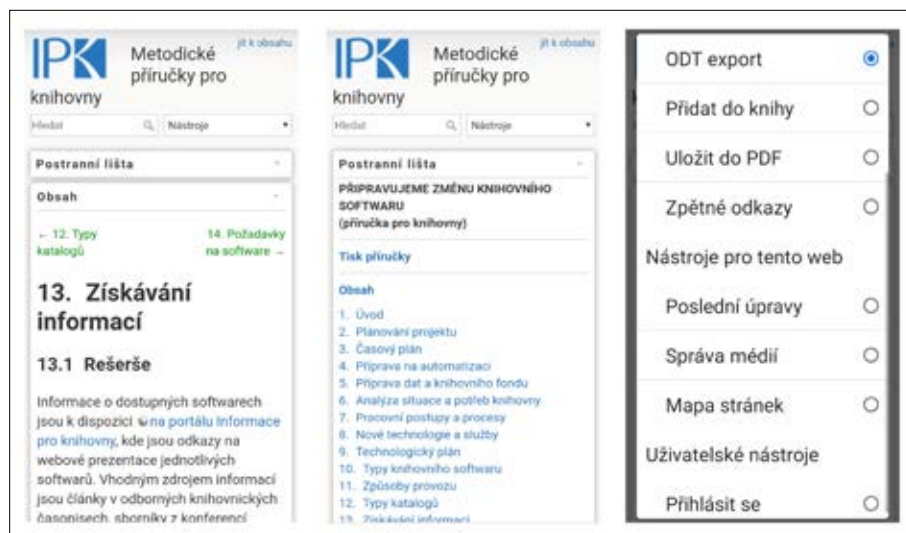 IPK Metodické
příručky pro
knihovny
jít k obsahu
Hledat
Nástroje
Postranní lišta
Obsah
← 12. Typy
katalogů
14. Požadavky
na software →
13. Získávání
informací
13.1 Rešerše
Informace o dostupných softwarech
jsou k dispozici na portálu Informace
pro knihovny, kde jsou odkazy na
webové prezentace jednotlivých
softwarů. Vhodným zdrojem informací
jsou články v odborných knihovnických
časopisech, sborníky z konferencí
IPK Metodické
příručky pro
knihovny
jít k obsahu
Hledat
Nástroje
Postranní lišta
PŘIPRAVUJEME ZMĚNU KNIHOVNÍHO
SOFTWARU
(příručka pro knihovny)
Tisk příručky
Obsah
1. Úvod
2. Plánování projektu
3. Časový plán
4. Příprava na automatizaci
5. Příprava dat a knihovního fondu
6. Analýza situace a potřeb knihovny
7. Pracovní postupy a procesy
8. Nové technologie a služby
9. Technologický plán
10. Typy knihovního softwaru
11. Způsoby provozu
12. Typy katalogů
13. Získávání informací
ODT export
Přidat do knihy
Uložit do PDF
Zpětné odkazy
Nástroje pro tento web
Poslední úpravy
Správa médií
Mapa stránek
Uživatelské nástroje
Přihlásit se